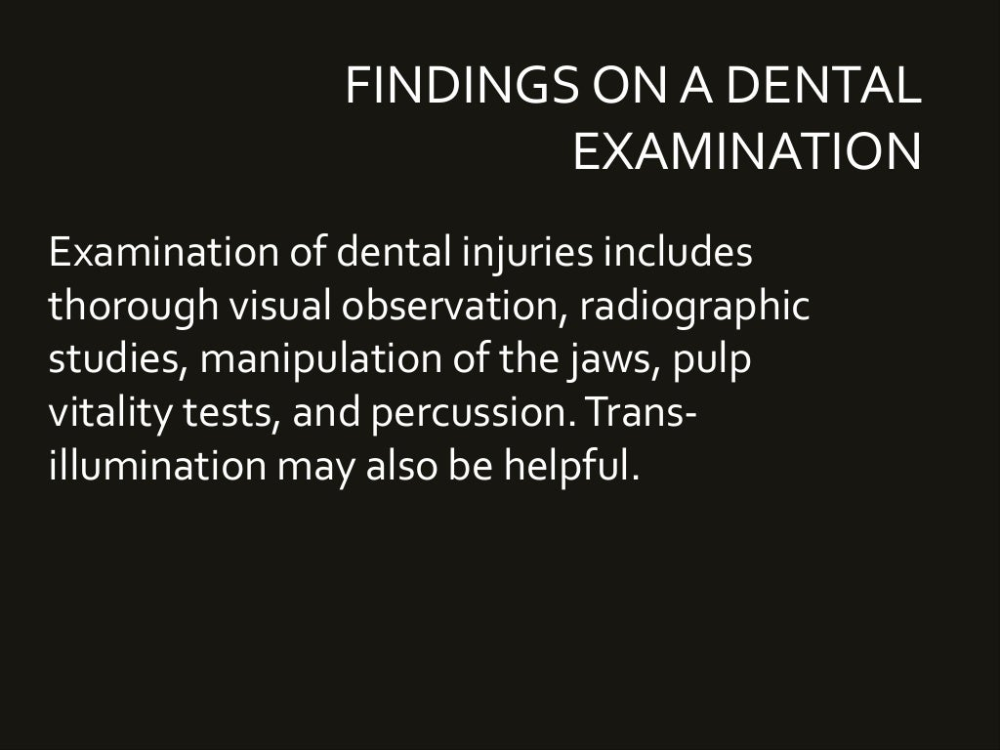 FINDINGS ON A DENTAL
EXAMINATION
Examination of dental injuries includes
thorough visual observation, radiographic
studies, manipulation of the jaws, pulp
vitality tests, and percussion. Trans-
illumination may also be helpful.